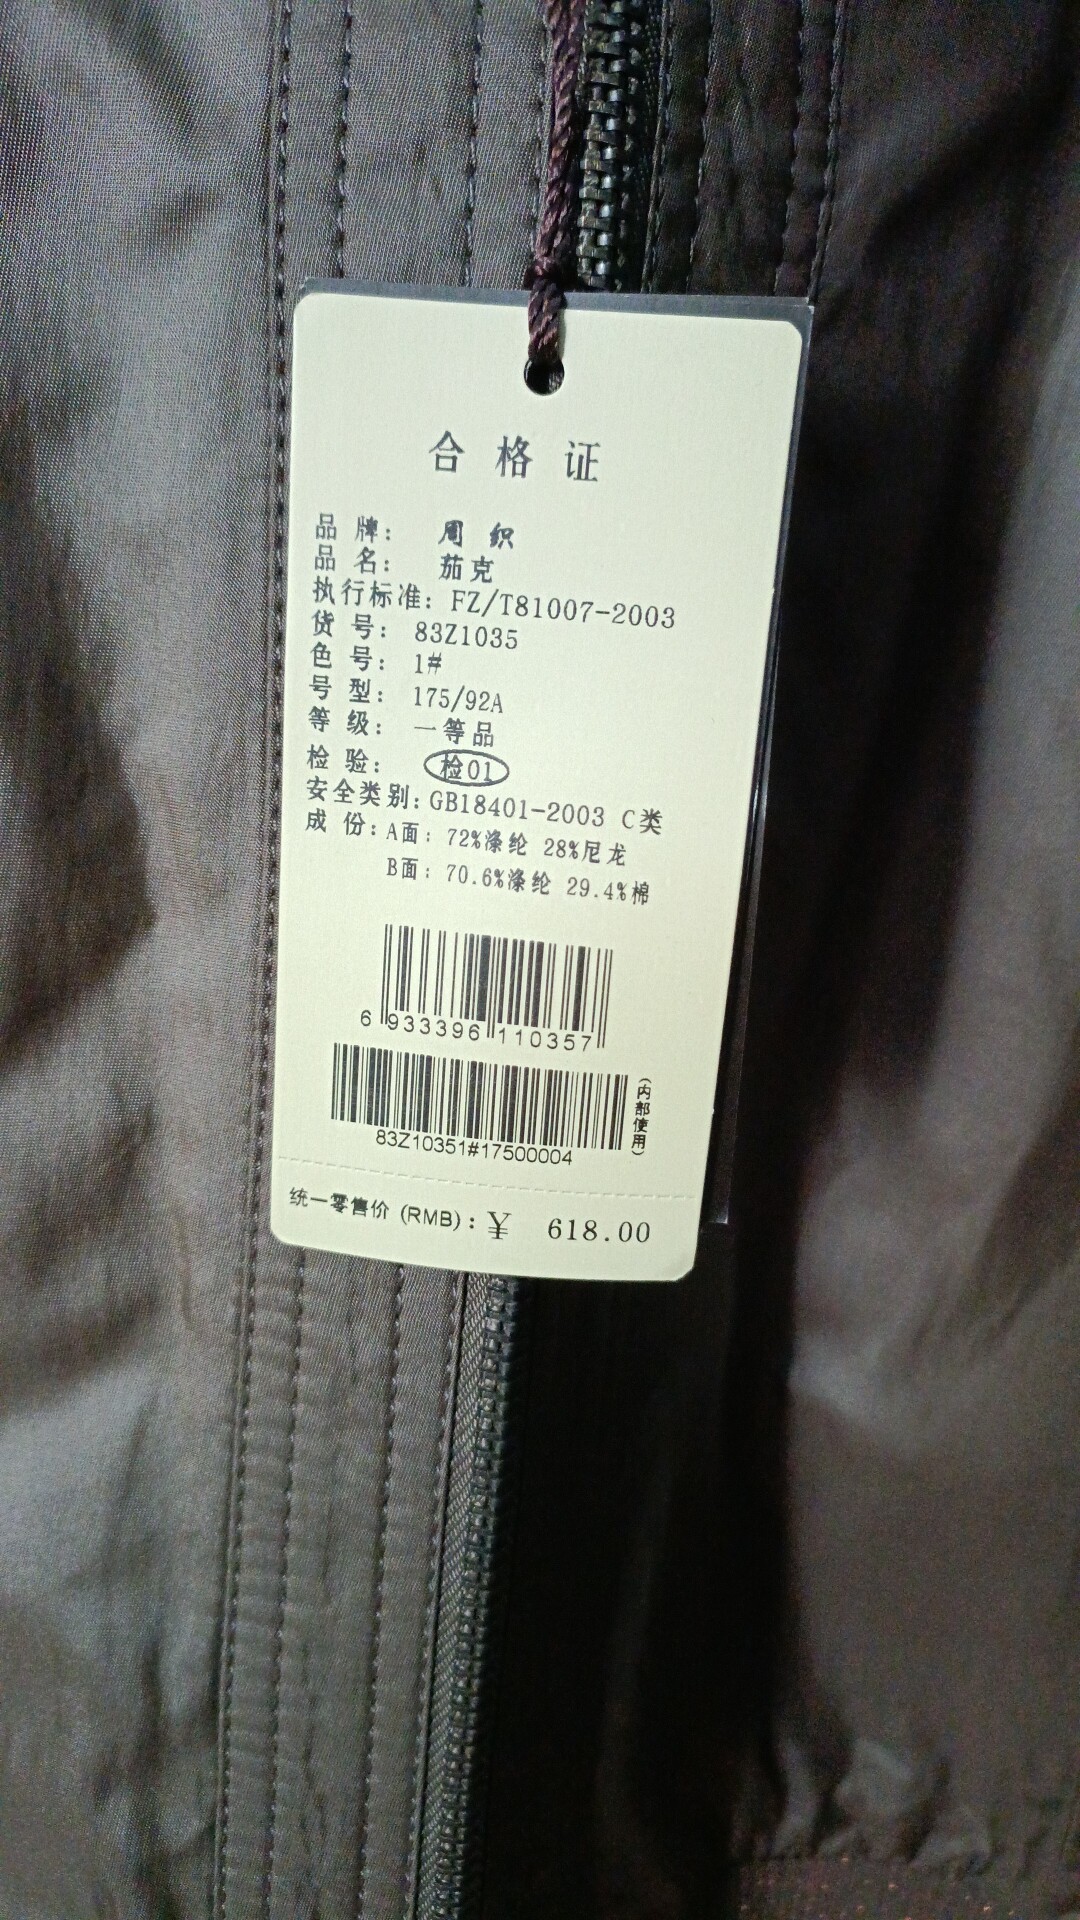 合格证
品牌： 周织
品名： 茄克
执行标准：FZ/T81007-2003
货号：83Z1035
色号：1#
号型：175/92A
等级：一等品
检验：检01
安全类别：GB18401-2003 C类
成份：A面：72%涤纶 28%尼龙
B面：70.6%涤纶 29.4%棉
6 933396 110357
(内部使用)
83Z10351#17500004
统一零售价 (RMB)：¥ 618.00